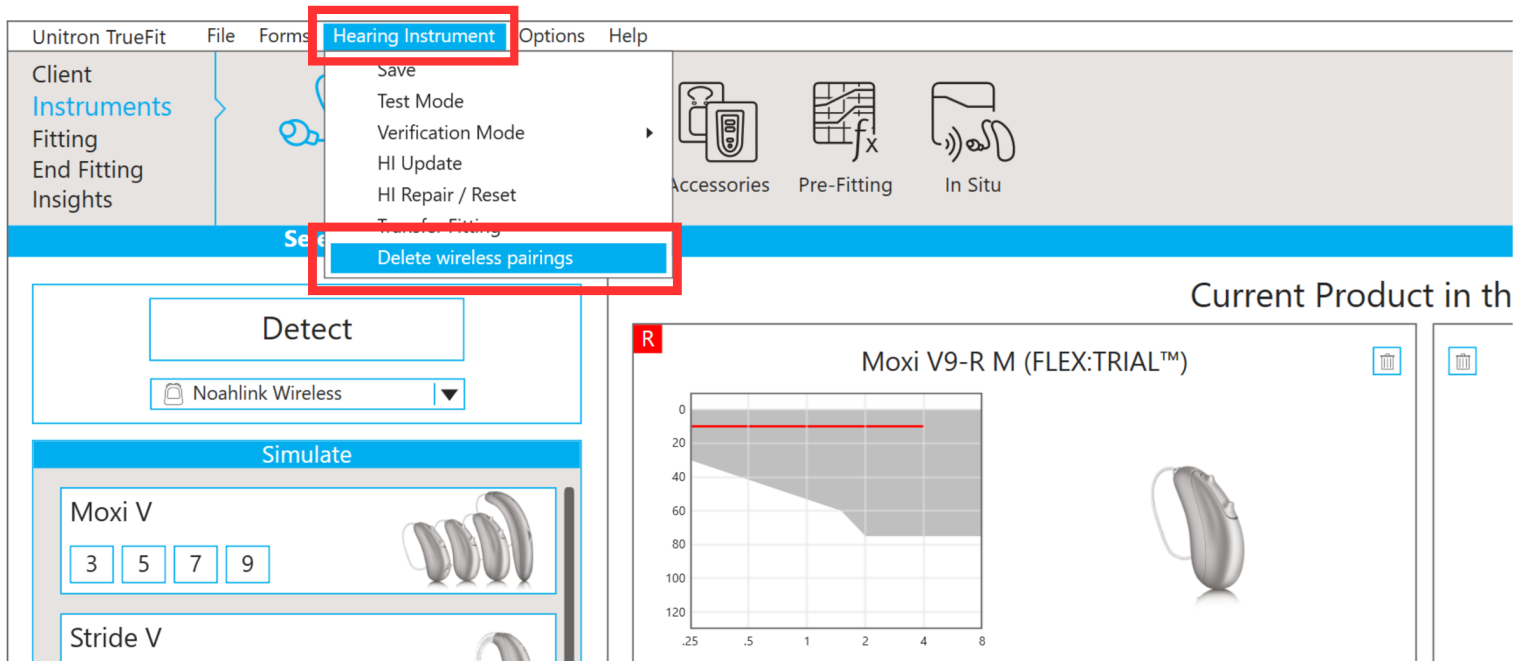 Unitron TrueFit File Forms Hearing Instrument Options Help
Client
Instruments
Fitting
End Fitting
Insights
Save
Test Mode
Verification Mode
HI Update
HI Repair / Reset
Transfer Fitting
Delete wireless pairings
Accessories Pre-Fitting In Situ
Detect
Noahlink Wireless
Simulate
Moxi V
3 5 7 9
Stride V
Current Product in th
R
Moxi V9-R M (FLEX:TRIAL™)
0
20
40
60
80
100
120
.25 .5 1 2 4 8